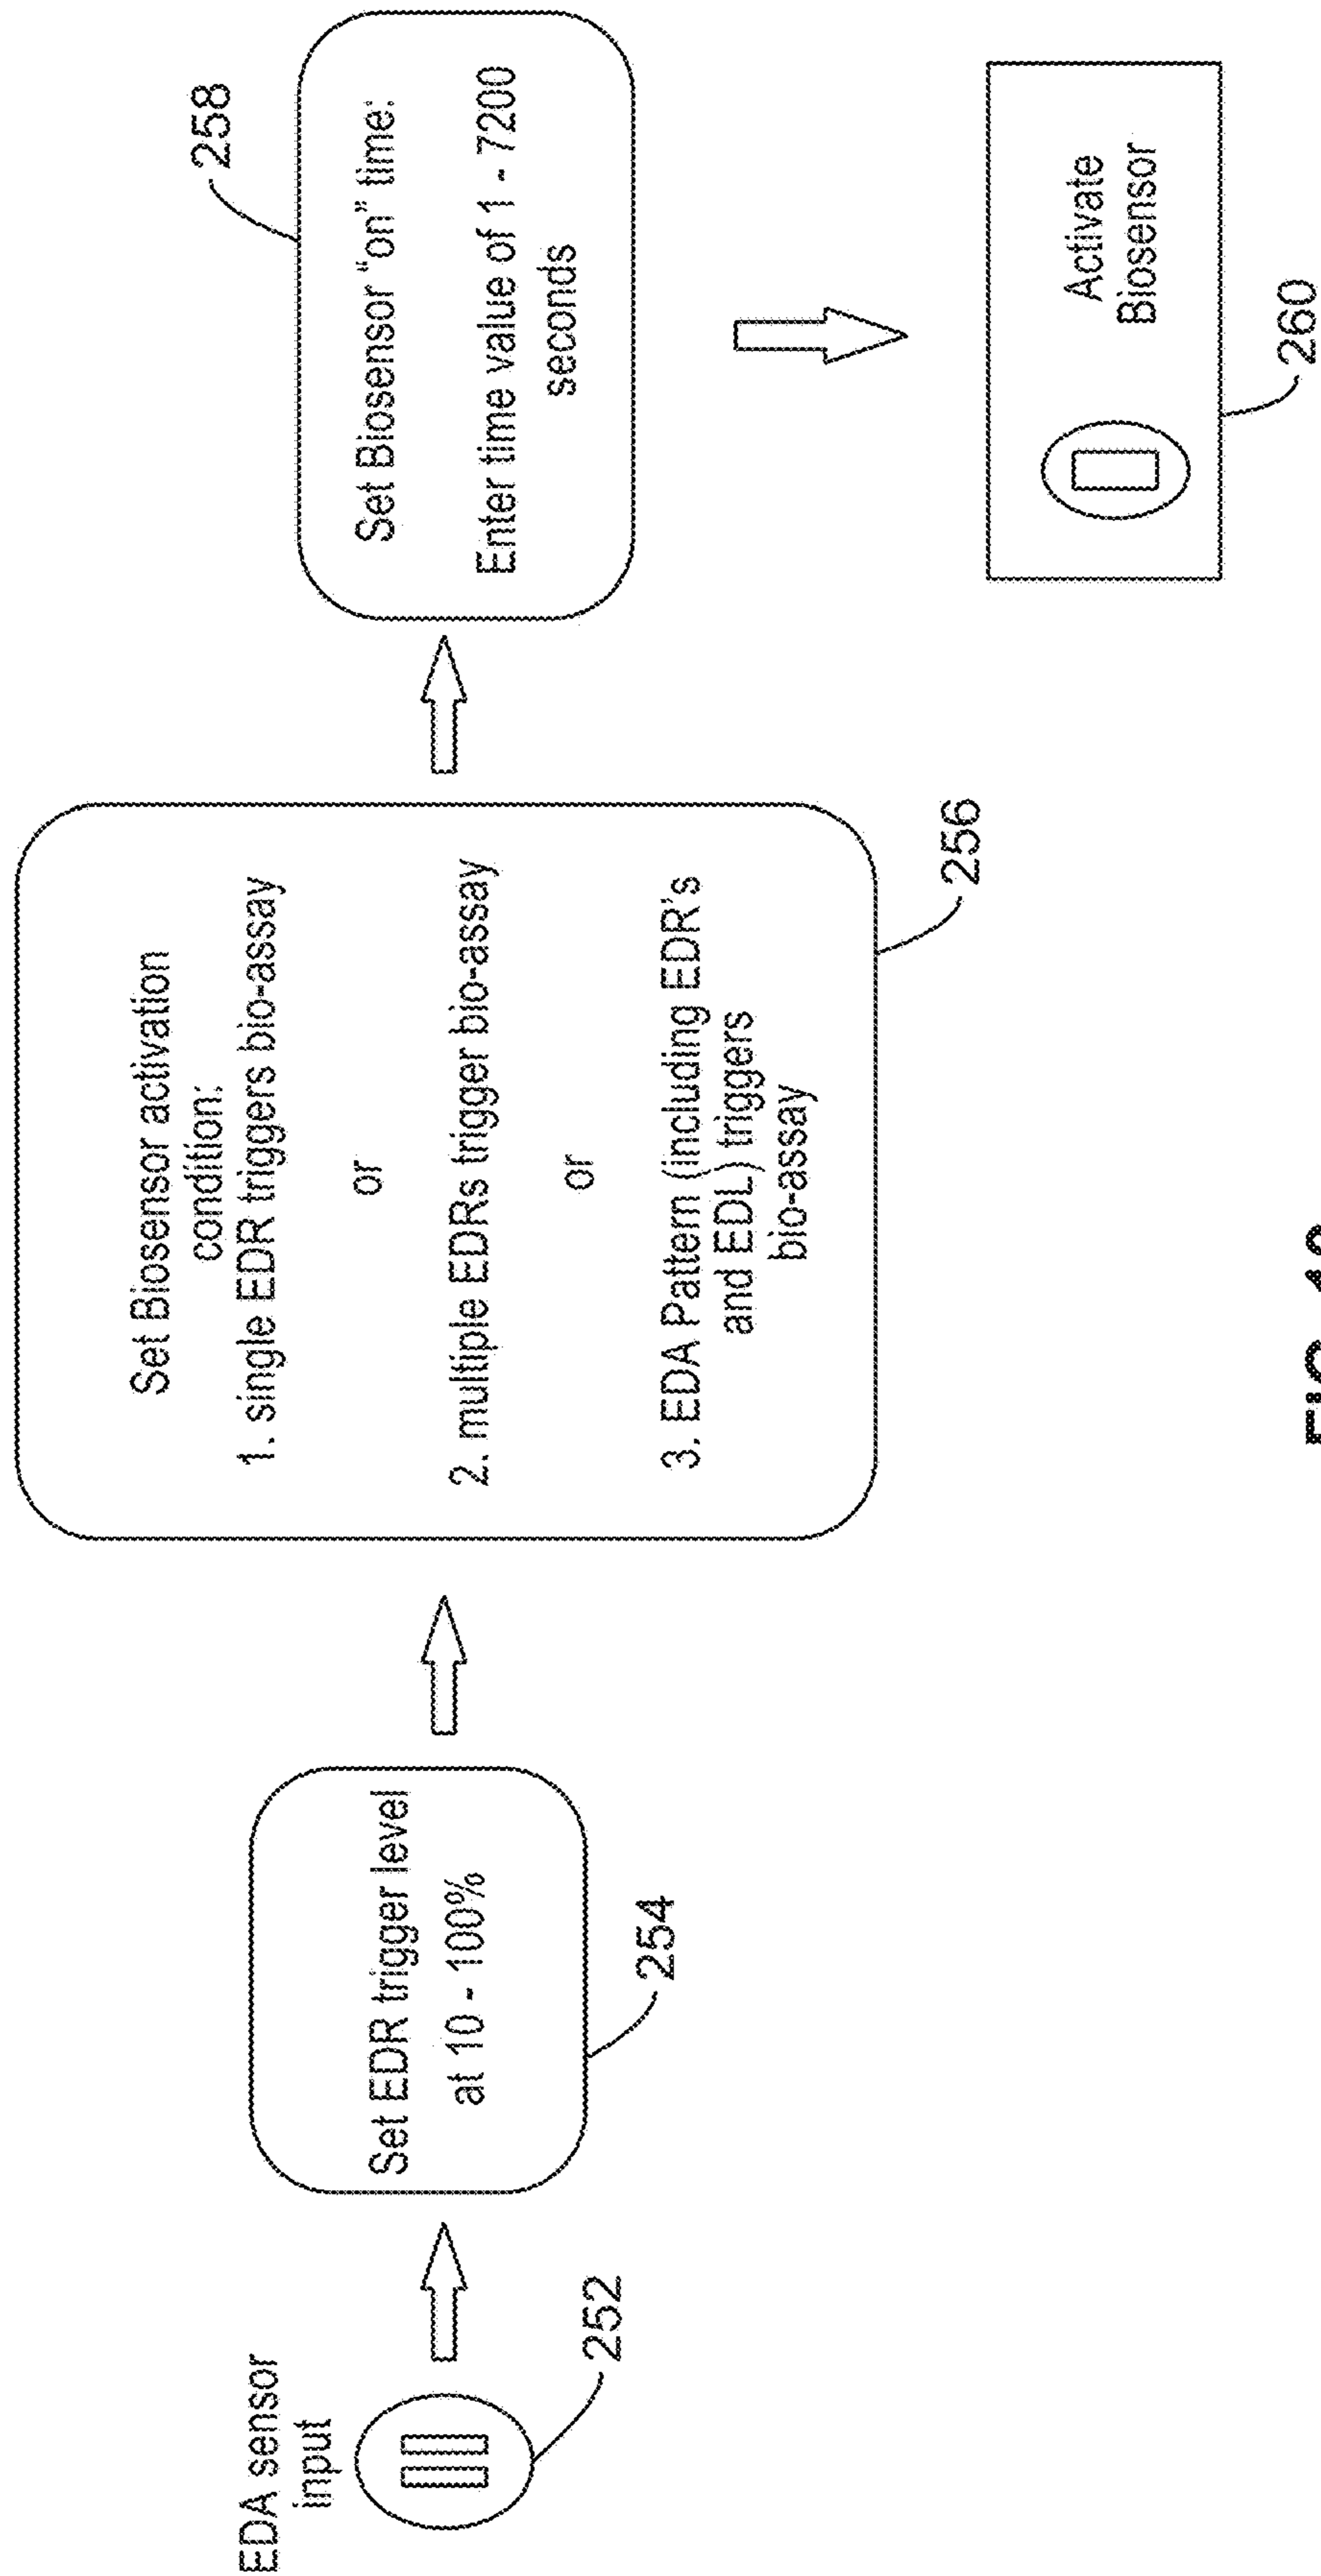 EDA sensor
input
252
Set EDR trigger level
at 10 - 100%
254
Set Biosensor activation
condition:
1. single EDR triggers bio-assay
or
2. multiple EDRs trigger bio-assay
or
3. EDA Pattern (including EDR's
and EDL) triggers
bio-assay
256
258
Set Biosensor "on" time:
Enter time value of 1 - 7200
seconds
Activate
Biosensor
260
FIG.